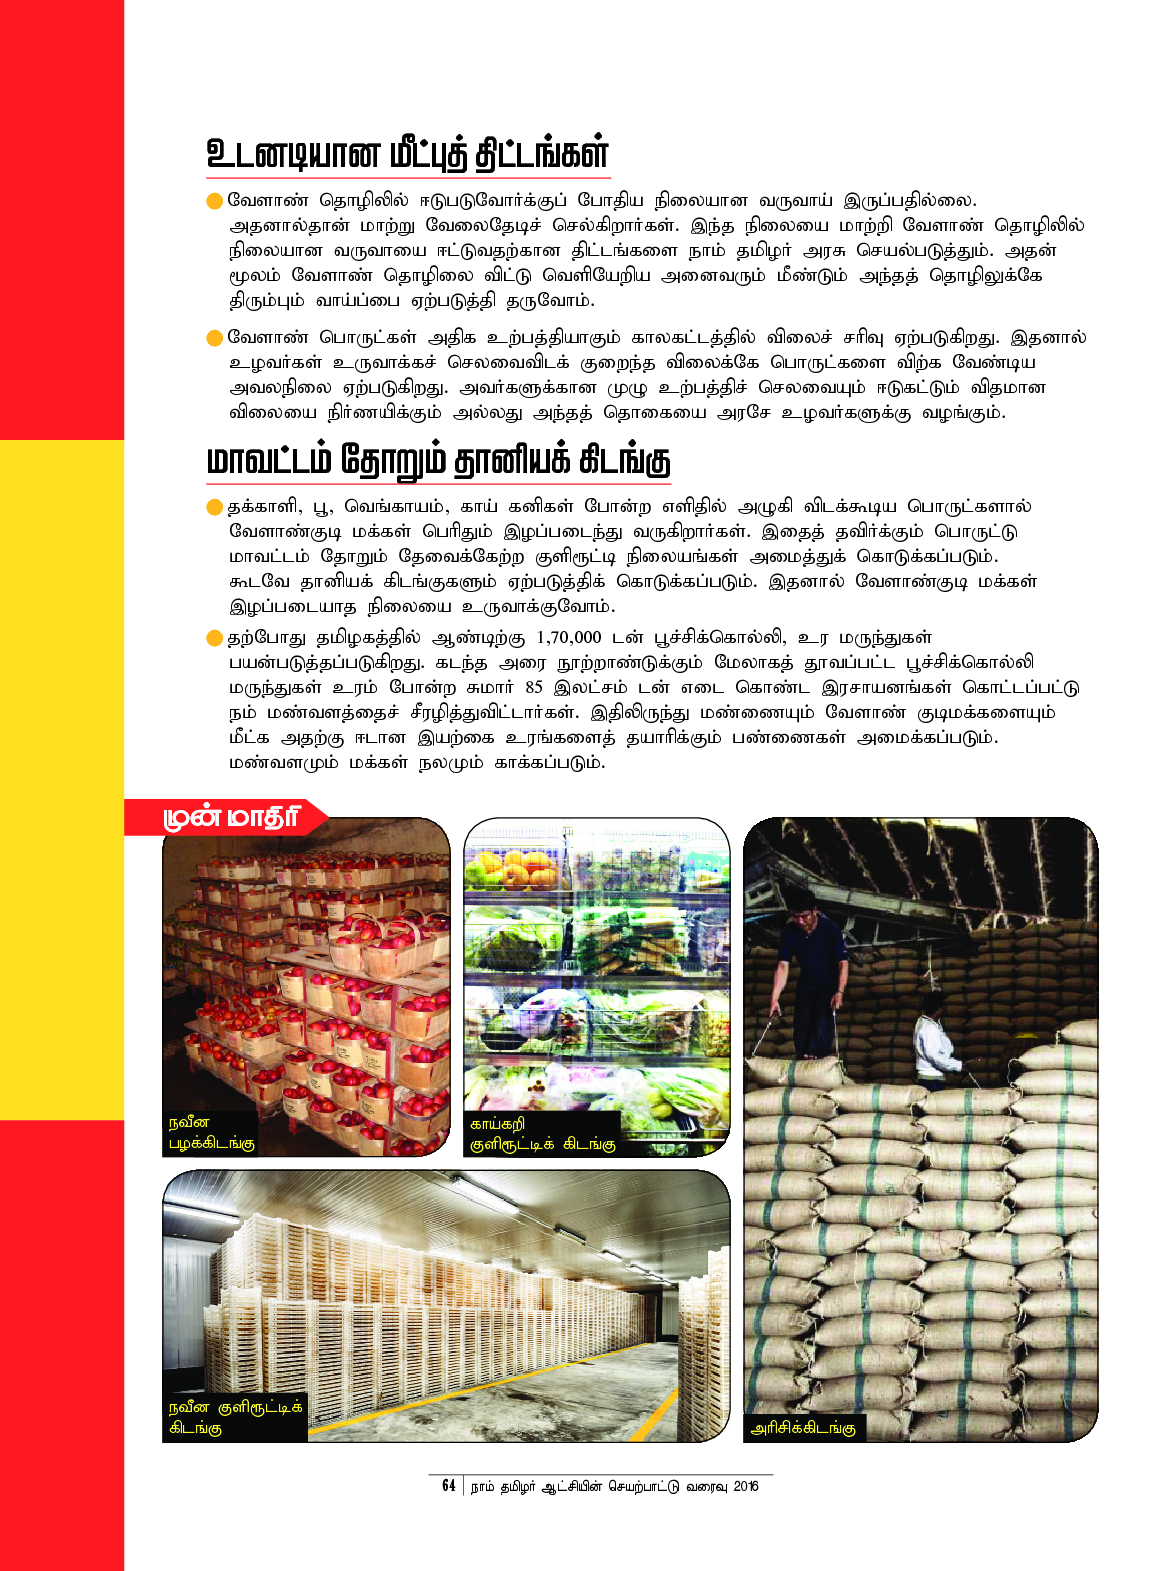 உடனடியான மீட்புத் திட்டங்கள்
வேளாண் தொழிலில் ஈடுபடுவோர்க்குப் போதிய நிலையான வருவாய் இருப்பதில்லை.
அதனால்தான் மாற்று வேலைதேடிச் செல்கிறார்கள். இந்த நிலையை மாற்றி வேளாண் தொழிலில்
நிலையான வருவாயை ஈட்டுவதற்கான திட்டங்களை நாம் தமிழர் அரசு செயல்படுத்தும். அதன்
மூலம் வேளாண் தொழிலை விட்டு வெளியேறிய அனைவரும் மீண்டும் அந்தத் தொழிலுக்கே
திரும்பும் வாய்ப்பை ஏற்படுத்தி தருவோம்.
வேளாண் பொருட்கள் அதிக உற்பத்தியாகும் காலகட்டத்தில் விலைச் சரிவு ஏற்படுகிறது. இதனால்
உழவர்கள் உருவாக்கச் செலவைவிடக் குறைந்த விலைக்கே பொருட்களை விற்க வேண்டிய
அவலநிலை ஏற்படுகிறது. அவர்களுக்கான முழு உற்பத்திச் செலவையும் ஈடுகட்டும் விதமான
விலையை நிர்ணயிக்கும் அல்லது அந்தத் தொகையை அரசே உழவர்களுக்கு வழங்கும்.
மாவட்டம் தோறும் தானியக் கிடங்கு
தக்காளி, பூ, வெங்காயம், காய் கனிகள் போன்ற எளிதில் அழுகி விடக்கூடிய பொருட்களால்
வேளாண்குடி மக்கள் பெரிதும் இழப்படைந்து வருகிறார்கள். இதைத் தவிர்க்கும் பொருட்டு
மாவட்டம் தோறும் தேவைக்கேற்ற குளிரூட்டி நிலையங்கள் அமைத்துக் கொடுக்கப்படும்.
கூடவே தானியக் கிடங்குகளும் ஏற்படுத்திக் கொடுக்கப்படும். இதனால் வேளாண்குடி மக்கள்
இழப்படையாத நிலையை உருவாக்குவோம்.
தற்போது தமிழகத்தில் ஆண்டிற்கு 1,70,000 டன் பூச்சிக்கொல்லி, உர மருந்துகள்
பயன்படுத்தப்படுகிறது. கடந்த அரை நூற்றாண்டுக்கும் மேலாகத் தூவப்பட்ட பூச்சிக்கொல்லி
மருந்துகள் உரம் போன்ற சுமார் 85 இலட்சம் டன் எடை கொண்ட இரசாயனங்கள் கொட்டப்பட்டு
நம் மண்வளத்தைச் சீரழித்துவிட்டார்கள். இதிலிருந்து மண்ணையும் வேளாண் குடிமக்களையும்
மீட்க அதற்கு ஈடான இயற்கை உரங்களைத் தயாரிக்கும் பண்ணைகள் அமைக்கப்படும்.
மண்வளமும் மக்கள் நலமும் காக்கப்படும்.
முன் மாதிரி
நவீன
பழக்கிடங்கு
காய்கறி
குளிரூட்டிக் கிடங்கு
நவீன குளிரூட்டிக்
கிடங்கு
அரிசிக்கிடங்கு
64 நாம் தமிழர் ஆட்சியின் செயற்பாட்டு வரைவு 2016